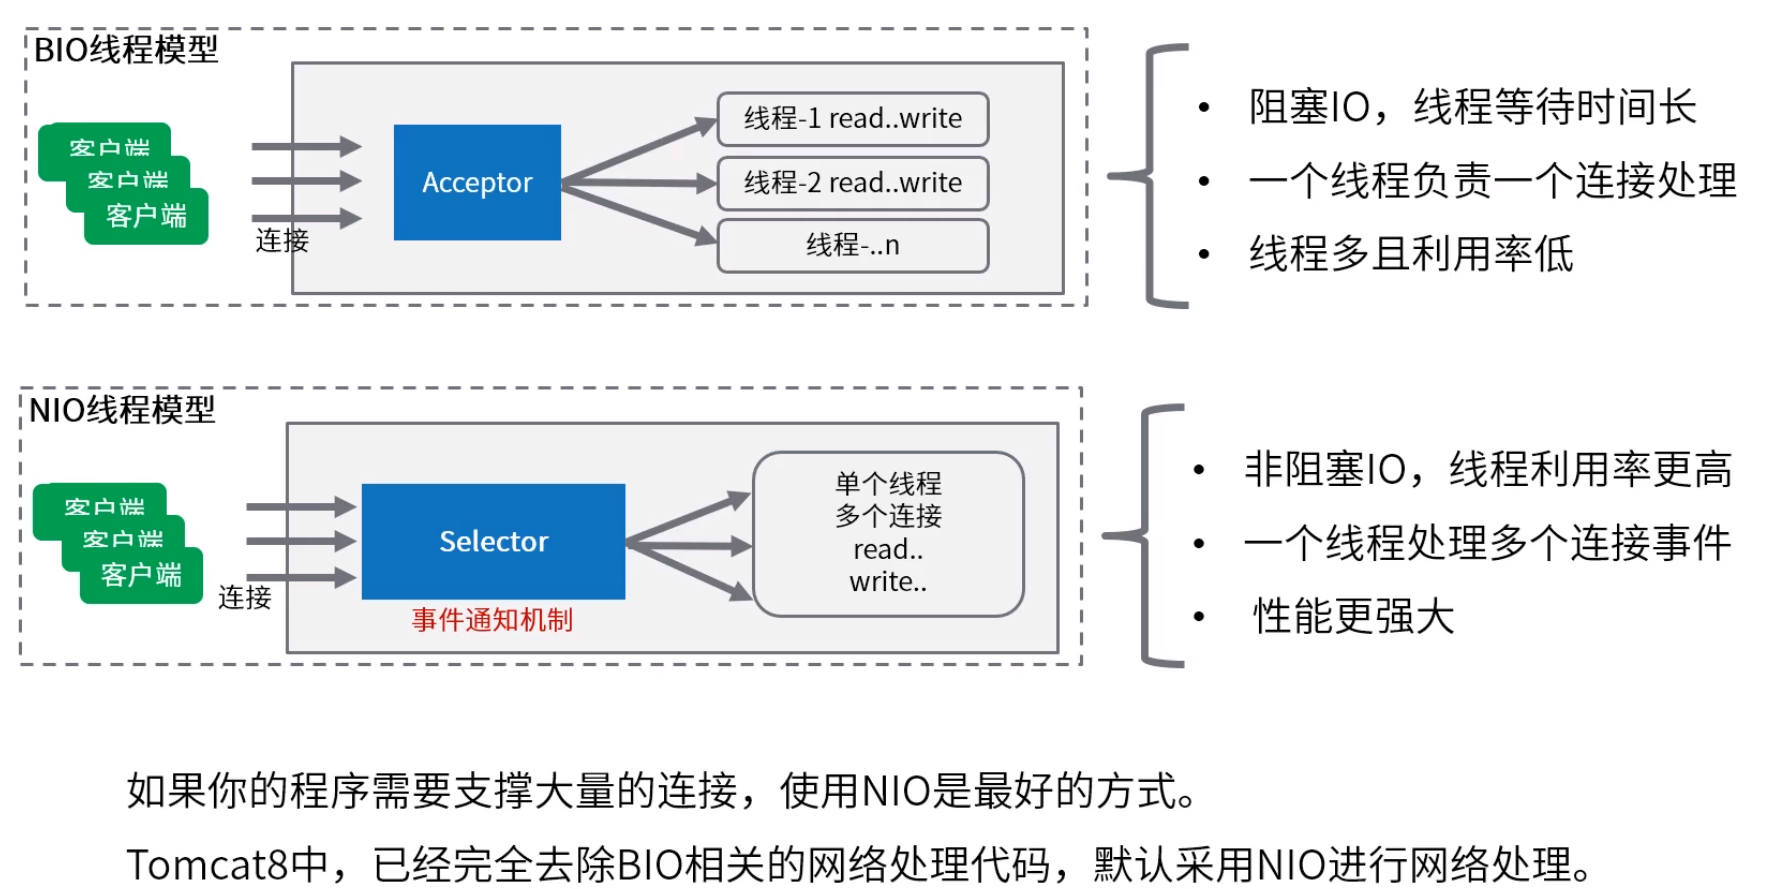 BIO线程模型
客户端
客户端
客户端
连接
Acceptor
线程-1 read..write
线程-2 read..write
线程-..n
• 阻塞IO，线程等待时间长
• 一个线程负责一个连接处理
• 线程多且利用率低
NIO线程模型
客户端
客户端
客户端
连接
Selector
事件通知机制
单个线程
多个连接
read..
write..
• 非阻塞IO，线程利用率更高
• 一个线程处理多个连接事件
• 性能更强大
如果你的程序需要支撑大量的连接，使用NIO是最好的方式。
Tomcat8中，已经完全去除BIO相关的网络处理代码，默认采用NIO进行网络处理。